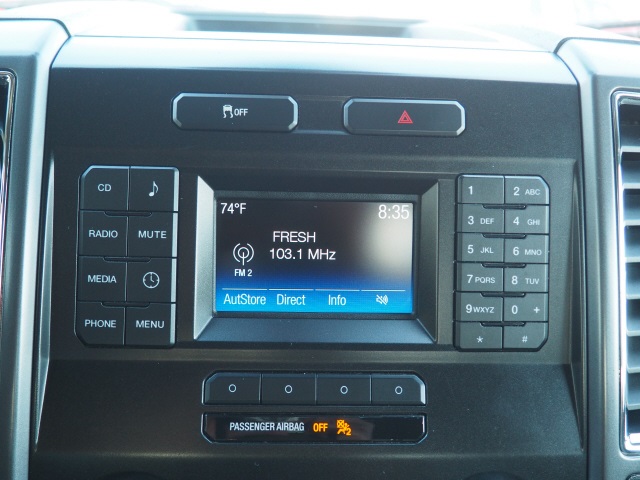 OFF
CD
RADIO MUTE
MEDIA
PHONE MENU
74°F 8:35
FRESH
103.1 MHz
FM 2
AutStore Direct Info
1 2 ABC
3 DEF 4 GHI
5 JKL 6 MNO
7 PQRS 8 TUV
9 WXYZ 0 +
* #
PASSENGER AIRBAG OFF 2